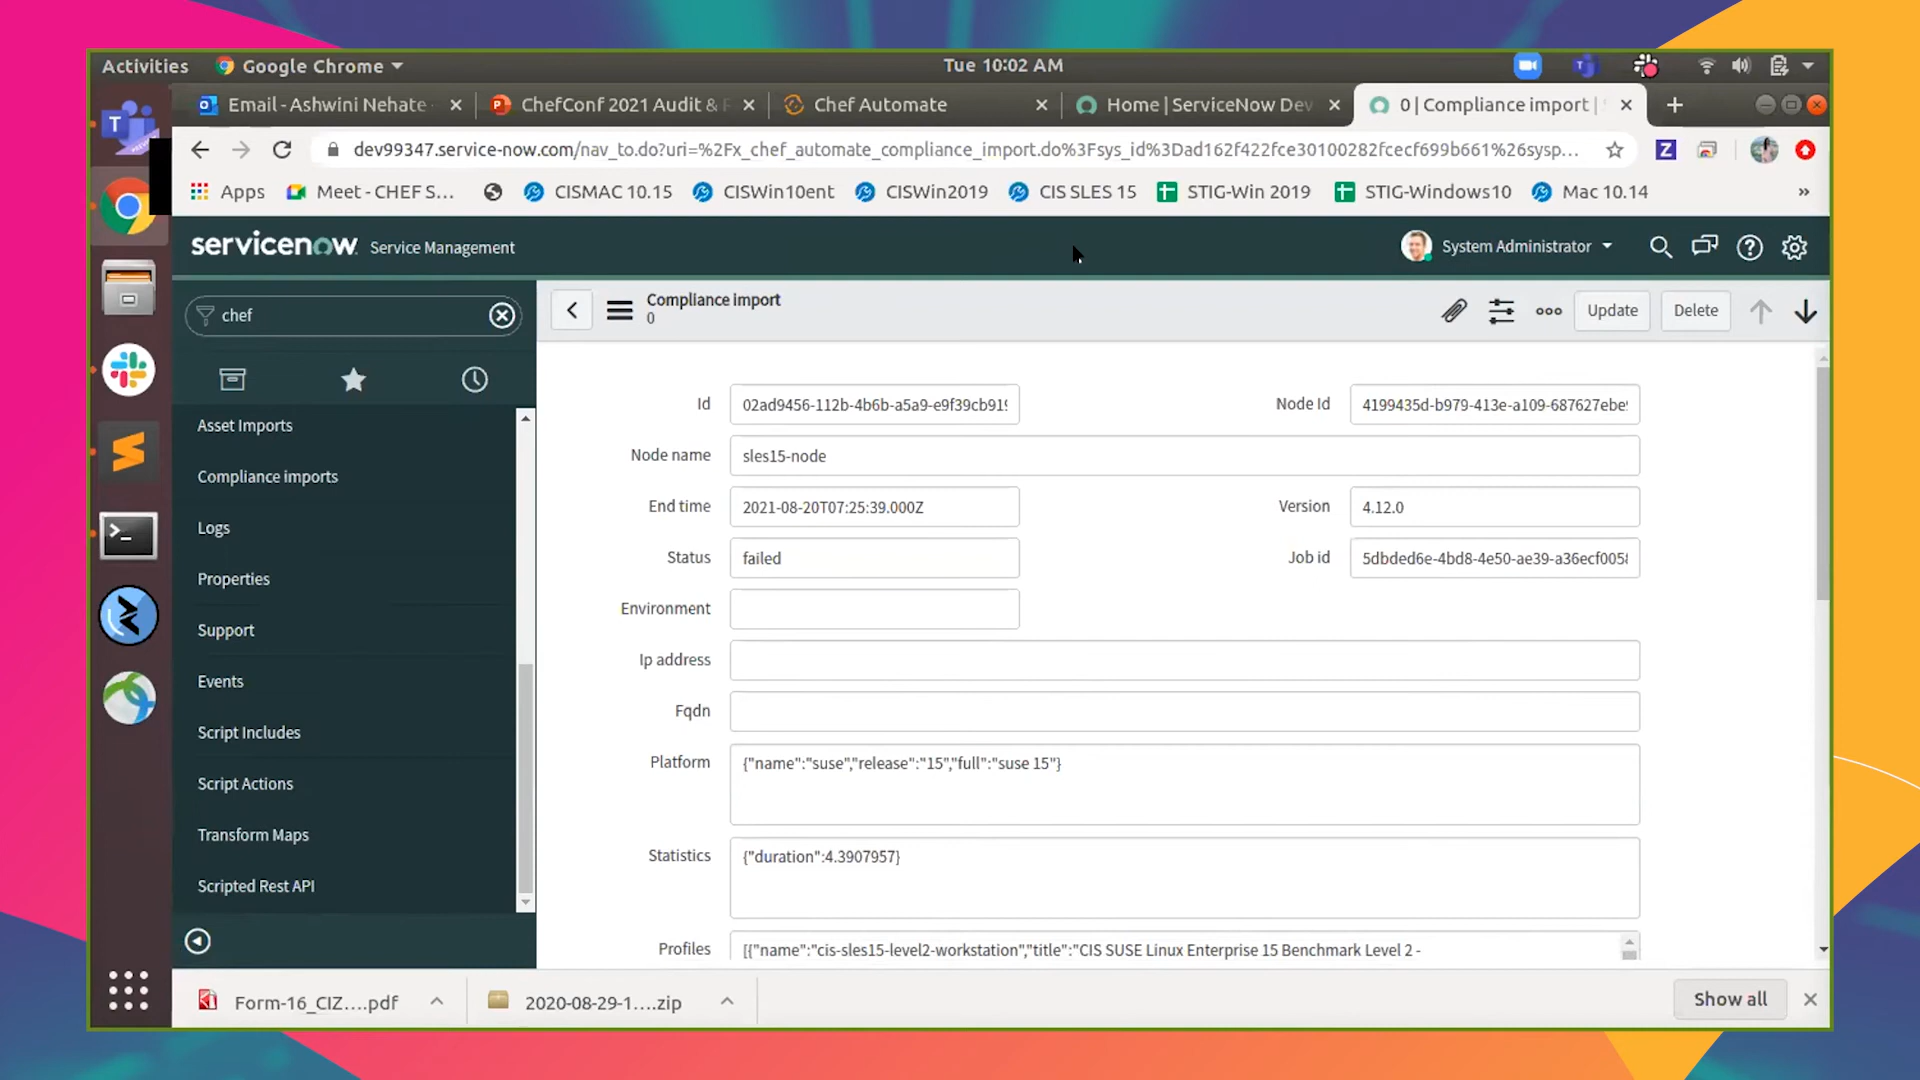 Activities
Google Chrome
Tue 10:02 AM
Email - Ashwini Nehate
ChefConf 2021 Audit & F
Chef Automate
Home | ServiceNow Dev
0 | Compliance import |
dev99347.service-now.com/nav_to.do?uri=%2Fx_chef_automate_compliance_import.do%3Fsys_id%3Dad162f422fce30100282fcecf699b661%26sysp...
Apps
Meet - CHEF S...
CISMAC 10.15
CISWin10ent
CISWin2019
CIS SLES 15
STIG-Win 2019
STIG-Windows10
Mac 10.14
»
servicenow Service Management
System Administrator
chef
Asset Imports
Compliance imports
Logs
Properties
Support
Events
Script Includes
Script Actions
Transform Maps
Scripted Rest API
Compliance import
0
Update
Delete
Id
02ad9456-112b-4b6b-a5a9-e9f39cb919
Node Id
4199435d-b979-413e-a109-687627ebe
Node name
sles15-node
End time
2021-08-20T07:25:39.000Z
Version
4.12.0
Status
failed
Job id
5dbded6e-4bd8-4e50-ae39-a36ecf0058
Environment
Ip address
Fqdn
Platform
{"name":"suse","release":"15","full":"suse 15"}
Statistics
{"duration":4.3907957}
Profiles
[{"name":"cis-sles15-level2-workstation","title":"CIS SUSE Linux Enterprise 15 Benchmark Level 2 -
Form-16_CIZ....pdf
2020-08-29-1....zip
Show all